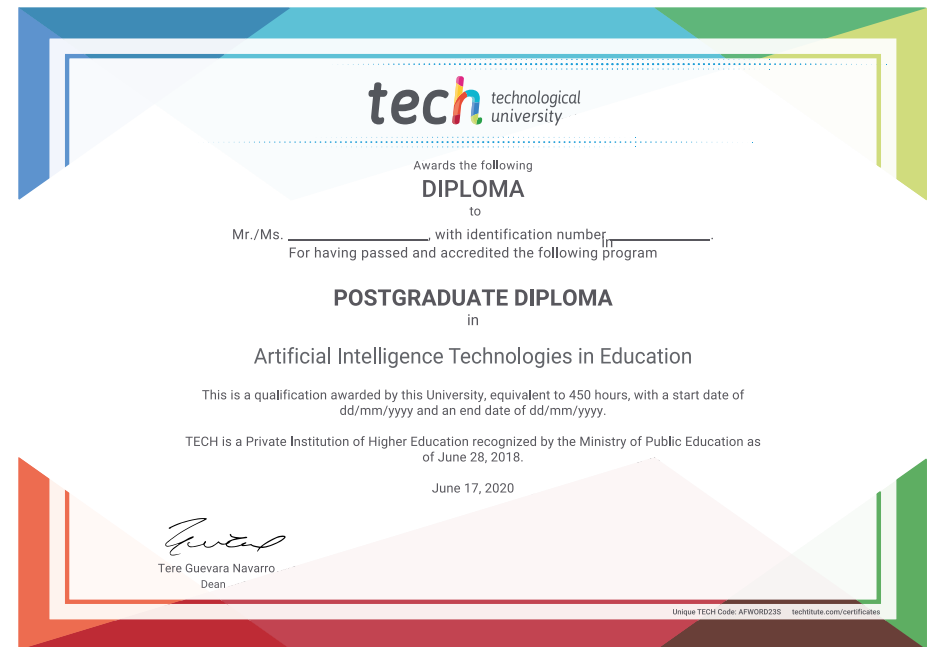 tech technological
university
Awards the following
DIPLOMA
to
Mr./Ms. ____________________, with identification number ______________.
In
For having passed and accredited the following program
POSTGRADUATE DIPLOMA
in
Artificial Intelligence Technologies in Education
This is a qualification awarded by this University, equivalent to 450 hours, with a start date of
dd/mm/yyyy and an end date of dd/mm/yyyy.
TECH is a Private Institution of Higher Education recognized by the Ministry of Public Education as
of June 28, 2018.
June 17, 2020
Tere Guevara Navarro
Dean
Unique TECH Code: AFWORD23S techtitute.com/certificates